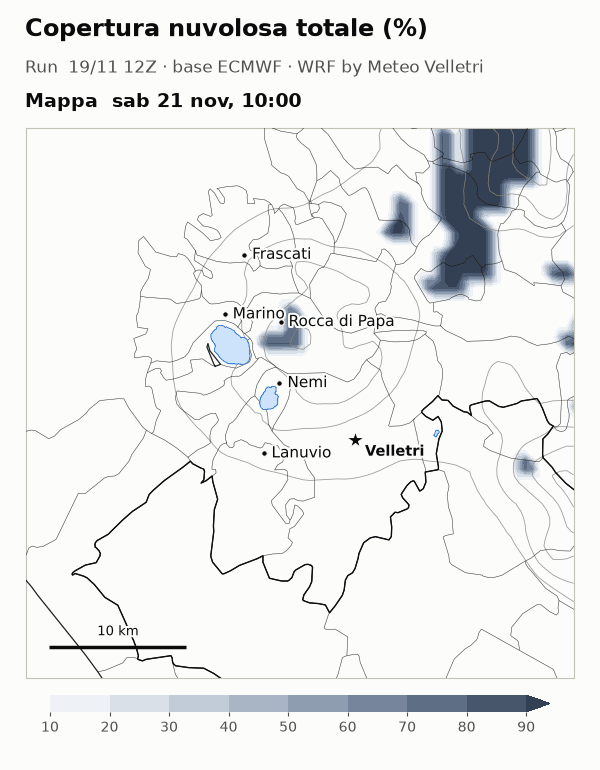 Copertura nuvolosa totale (%)
Run  19/11 12Z · base ECMWF · WRF by Meteo Velletri
Mappa  sab 21 nov, 10:00
Frascati
Marino
Rocca di Papa
Nemi
Velletri
Lanuvio
10 km
10 20 30 40 50 60 70 80 90